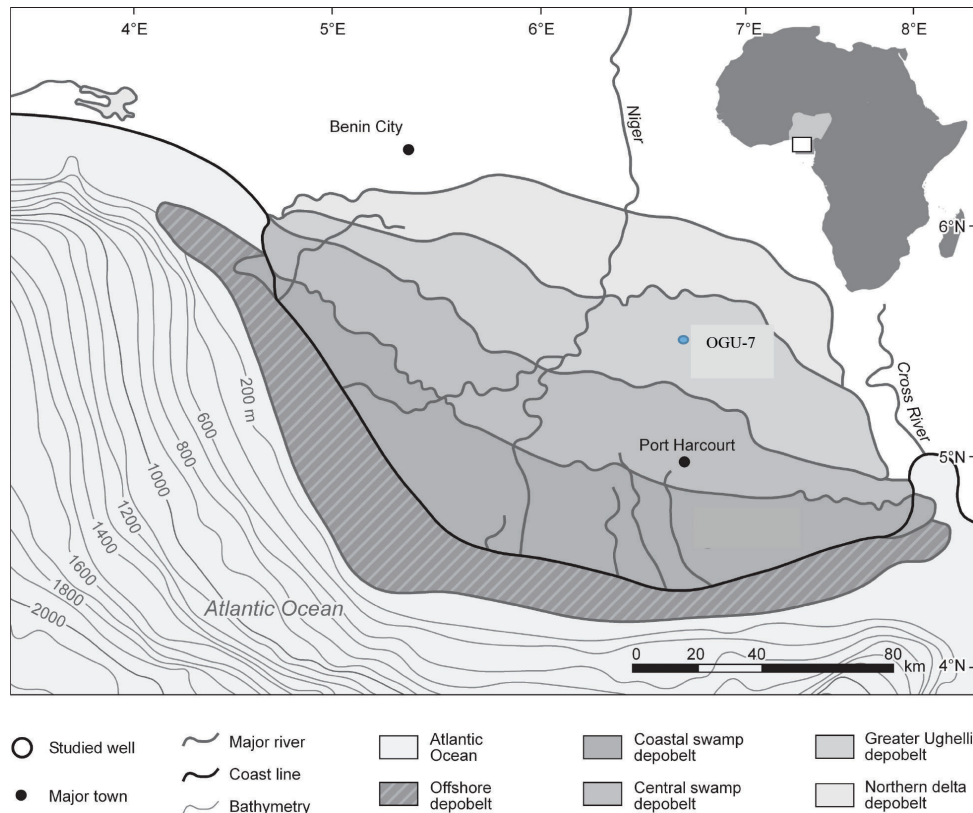 4°E
5°E
6°E
7°E
8°E
Niger
Benin City
6°N
OGU-7
Cross River
Port Harcourt
5°N
200 m
600
800
1000
1200
1400
1600
1800
2000
Atlantic Ocean
0 20 40 80
km
4°N
Studied well
Major town
Major river
Coast line
Bathymetry
Atlantic
Ocean
Offshore
depobelt
Coastal swamp
depobelt
Central swamp
depobelt
Greater Ughelli
depobelt
Northern delta
depobelt